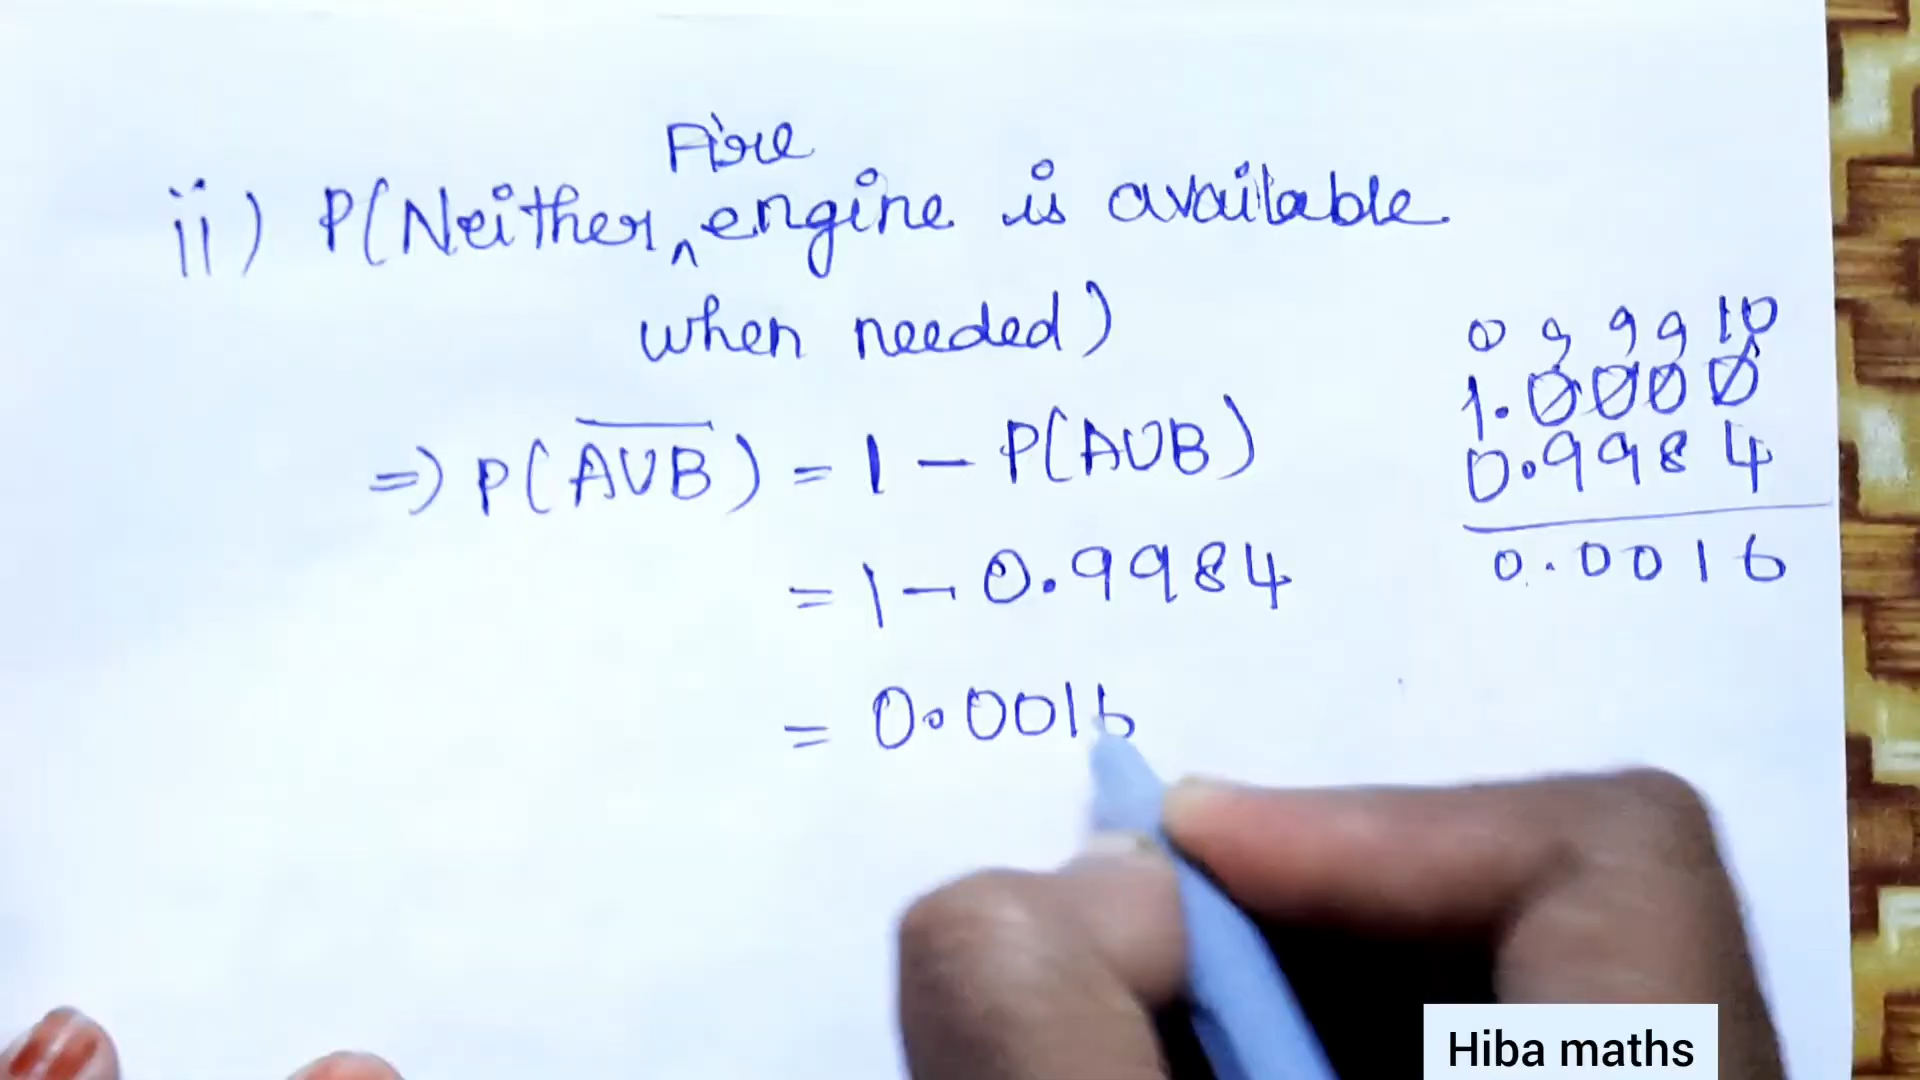 Fire
ii) P(Neither ^ engine is available
when needed)
=) P(A̅U̅B̅) = 1 - P(AUB)
= 1 - 0.9984
= 0.0016
0 9 9 9 10
1.0000
0.9984
0.0016
Hiba maths